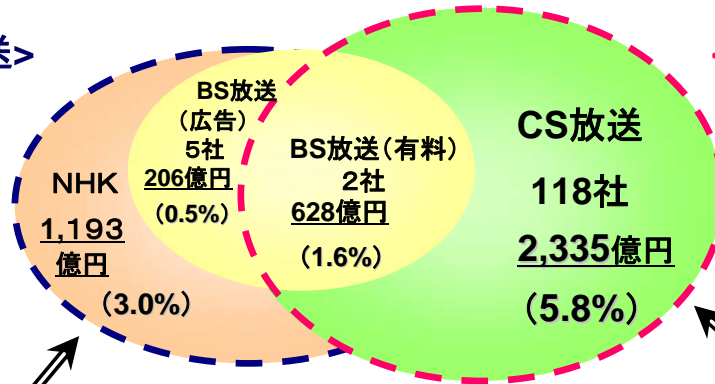 送>
BS放送
（広告）
5社
206億円
(0.5%)
BS放送（有料）
2社
628億円
(1.6%)
NHK
1,193
億円
(3.0%)
CS放送
118社
2,335億円
(5.8%)